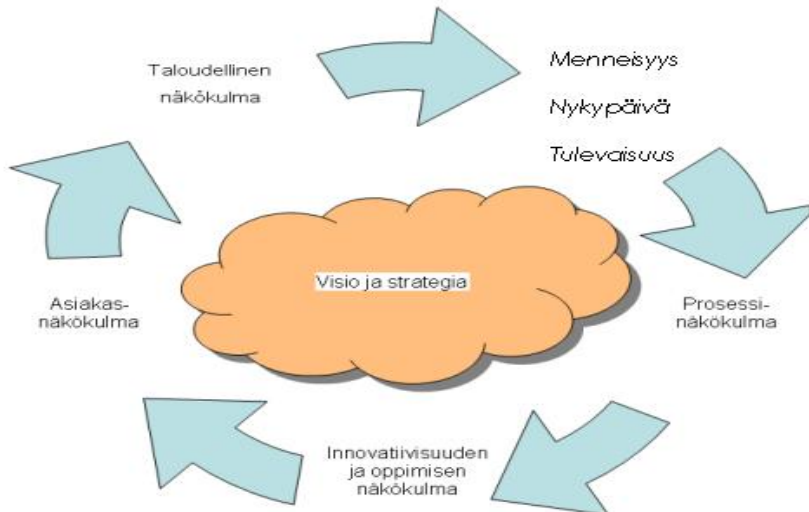 Taloudellinen
näkökulma
Menneisyys
Nykypäivä
Tulevaisuus
Visio ja strategia
Asiakas-
näkökulma
Prosessi-
näkökulma
Innovatiivisuuden
ja oppimisen
näkökulma